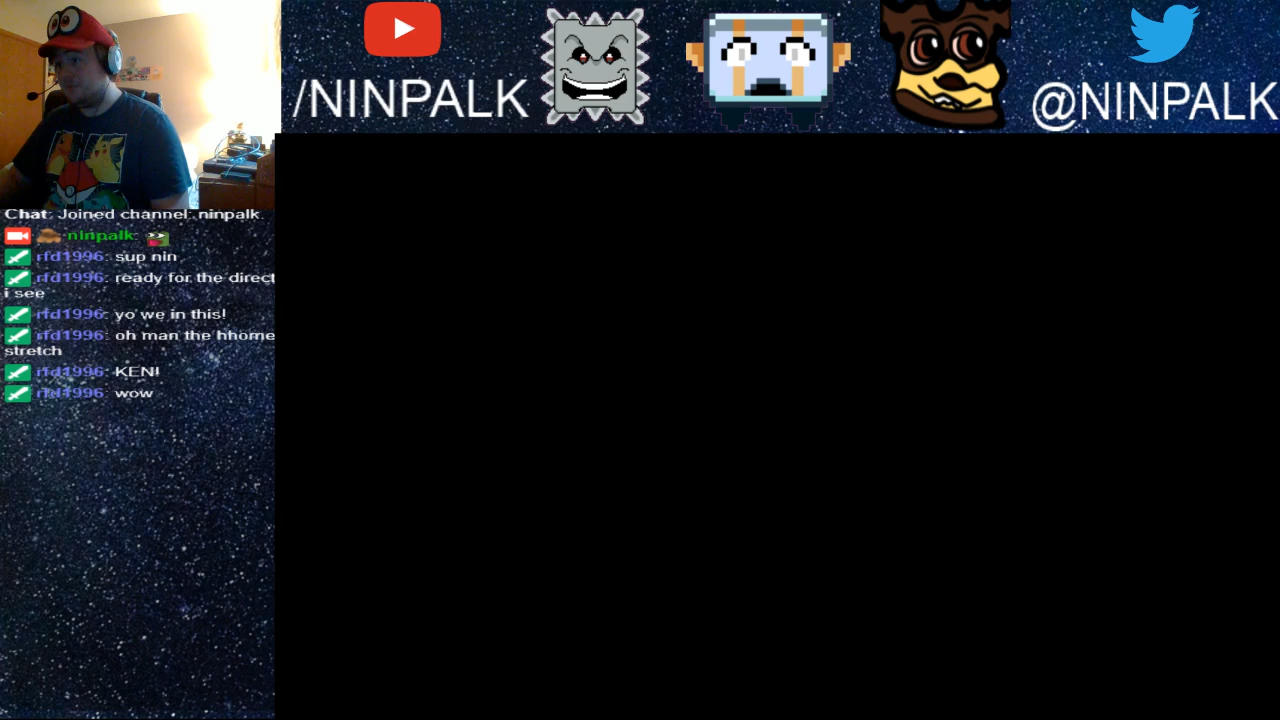 /NINPALK
@NINPALK
Chat: Joined channel: ninpalk.
ninpalk:
rfd1996: sup nin
rfd1996: ready for the direct
i see
rfd1996: yo we in this!
rfd1996: oh man the hhome
stretch
rfd1996: KEN!
rfd1996: wow